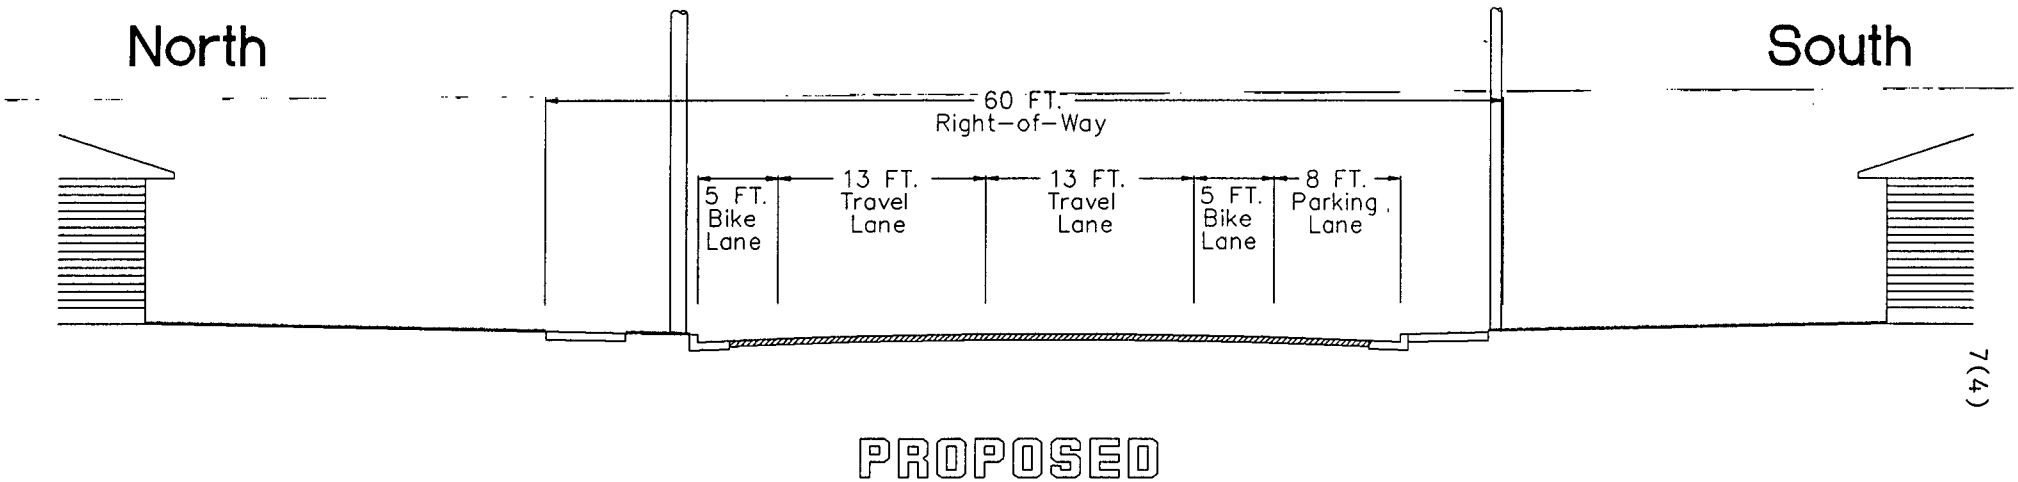 North
South
60 FT.
Right-of-Way
5 FT.
Bike
Lane
13 FT.
Travel
Lane
13 FT.
Travel
Lane
5 FT.
Bike
Lane
8 FT.
Parking
Lane
7(4)
PROPOSED